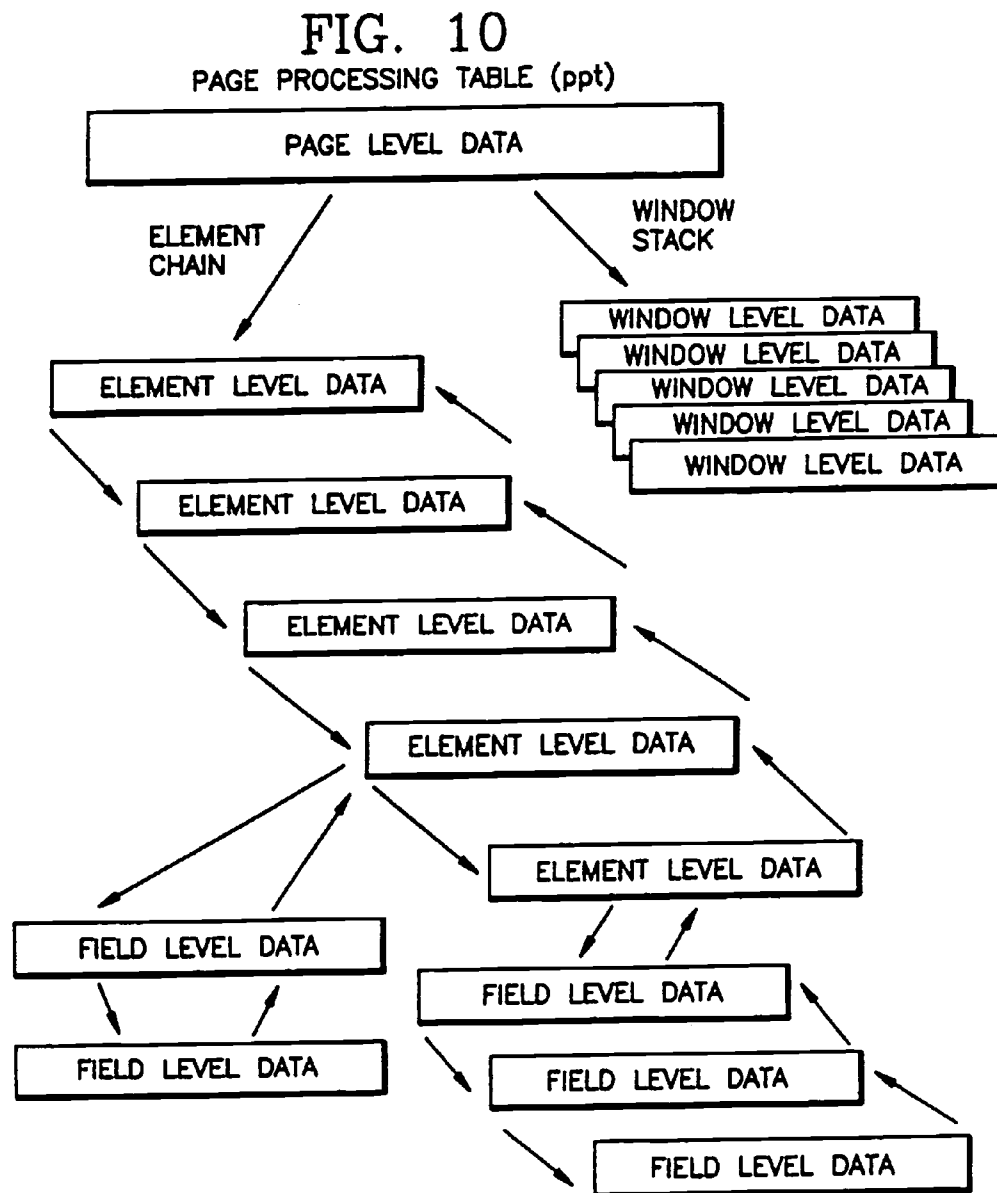 FIG. 10
PAGE PROCESSING TABLE (ppt)
PAGE LEVEL DATA
ELEMENT
CHAIN
WINDOW
STACK
WINDOW LEVEL DATA
WINDOW LEVEL DATA
WINDOW LEVEL DATA
WINDOW LEVEL DATA
WINDOW LEVEL DATA
ELEMENT LEVEL DATA
ELEMENT LEVEL DATA
ELEMENT LEVEL DATA
ELEMENT LEVEL DATA
ELEMENT LEVEL DATA
FIELD LEVEL DATA
FIELD LEVEL DATA
FIELD LEVEL DATA
FIELD LEVEL DATA
FIELD LEVEL DATA